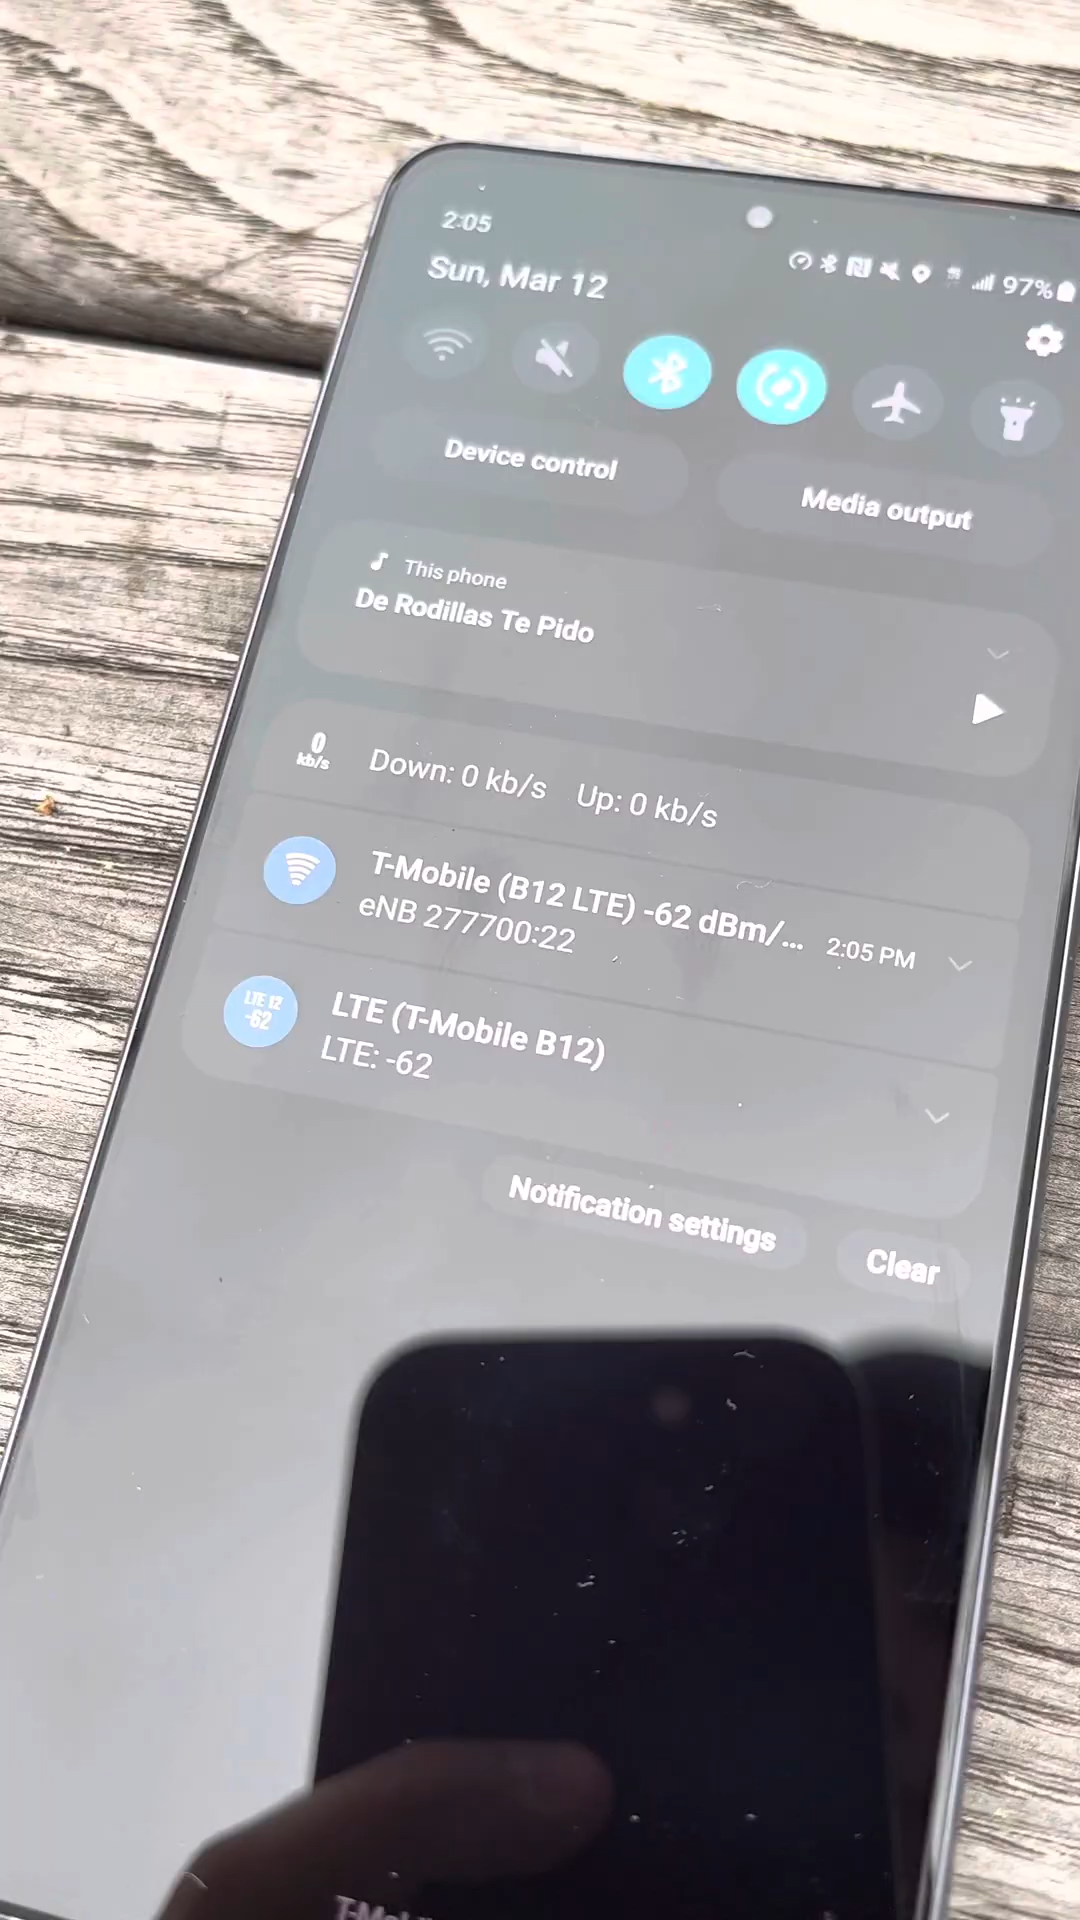 2:05
97%
Sun, Mar 12
Device control
Media output
This phone
De Rodillas Te Pido
0
kb/s
Down: 0 kb/s Up: 0 kb/s
T-Mobile (B12 LTE) -62 dBm/...
2:05 PM
eNB 277700:22
LTE 12
-62
LTE (T-Mobile B12)
LTE: -62
Notification settings
Clear